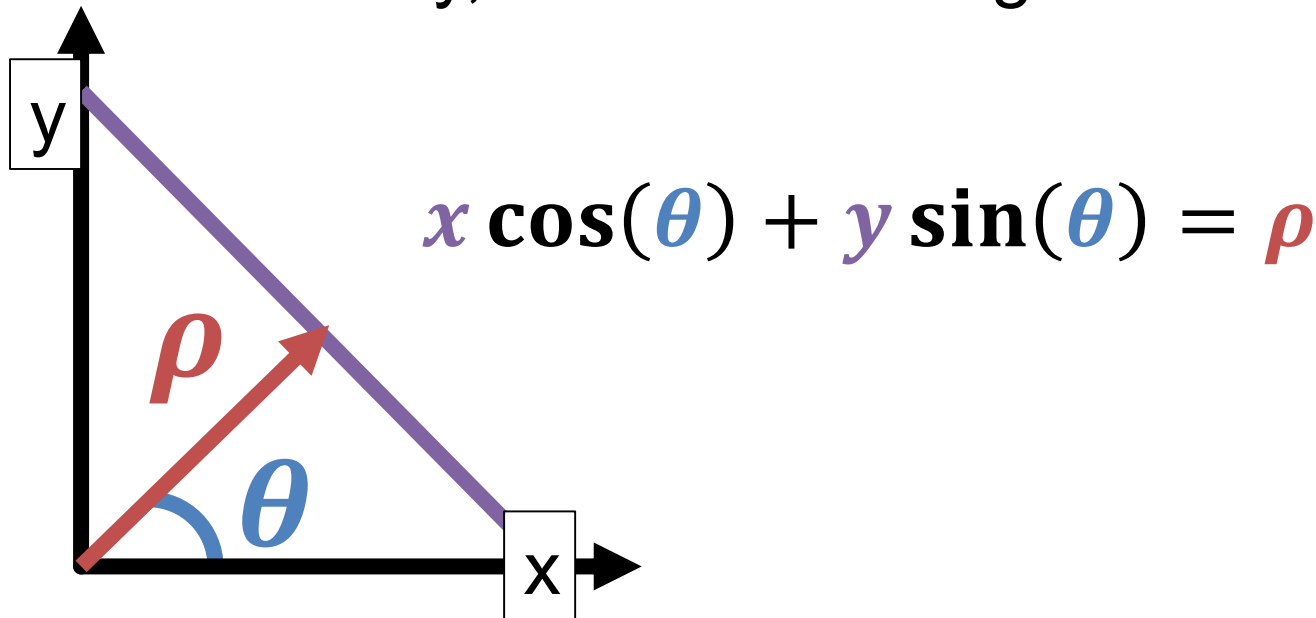 y
x cos(θ) + y sin(θ) = ρ
ρ
θ
x